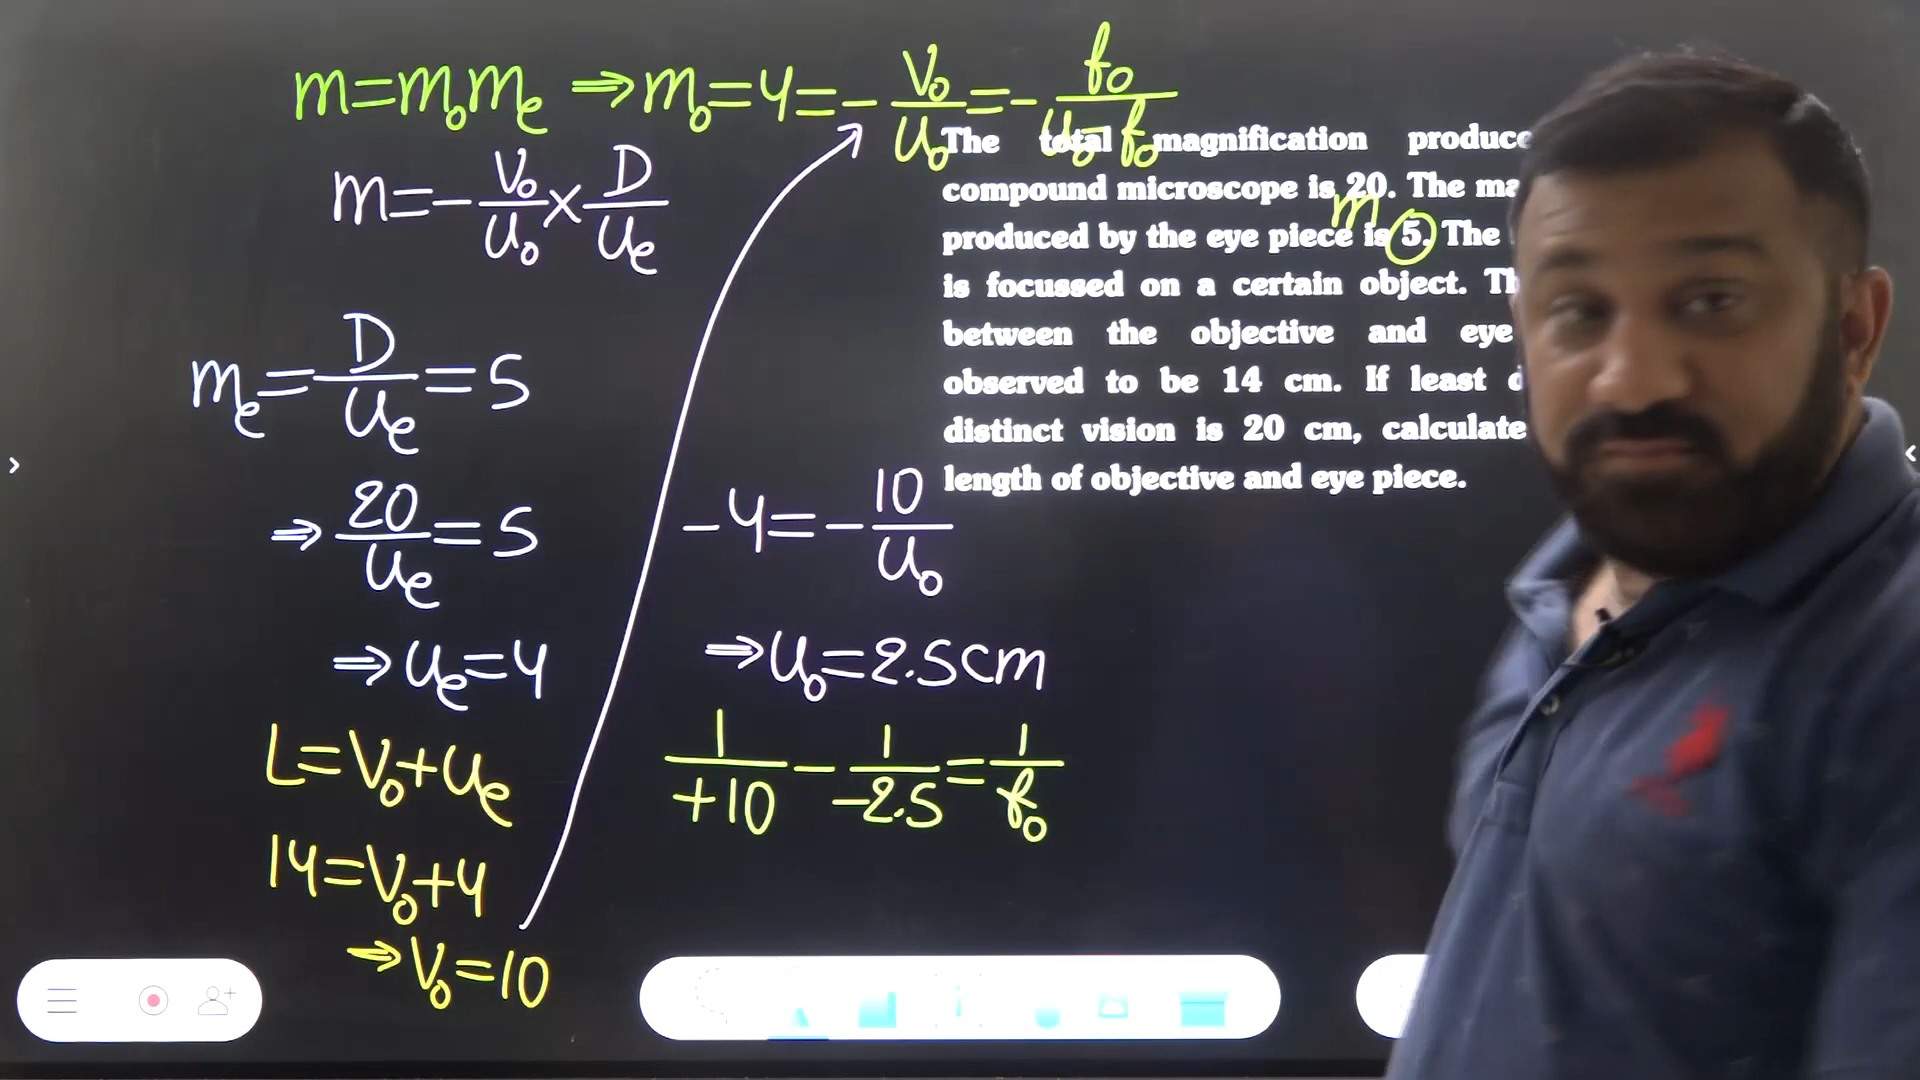 m=m₀mₑ ⇒ m₀=4=-V₀/U₀=-f₀/U₀-f₀
m=-V₀/U₀×D/Uₑ
The total magnification
compound microscope is 20. The
m
produced by the eye piece is 5. The
is focussed on a certain object.
between the objective and eye
observed to be 14 cm. If least
distinct vision is 20 cm, calculate
length of objective and eye piece.
mₑ=D/Uₑ=5
⇒ 20/Uₑ=5
⇒ Uₑ=4
L=V₀+Uₑ
14=V₀+4
⇒ V₀=10
-4=-10/U₀
⇒ U₀=2.5cm
1/+10-1/-2.5=1/f₀